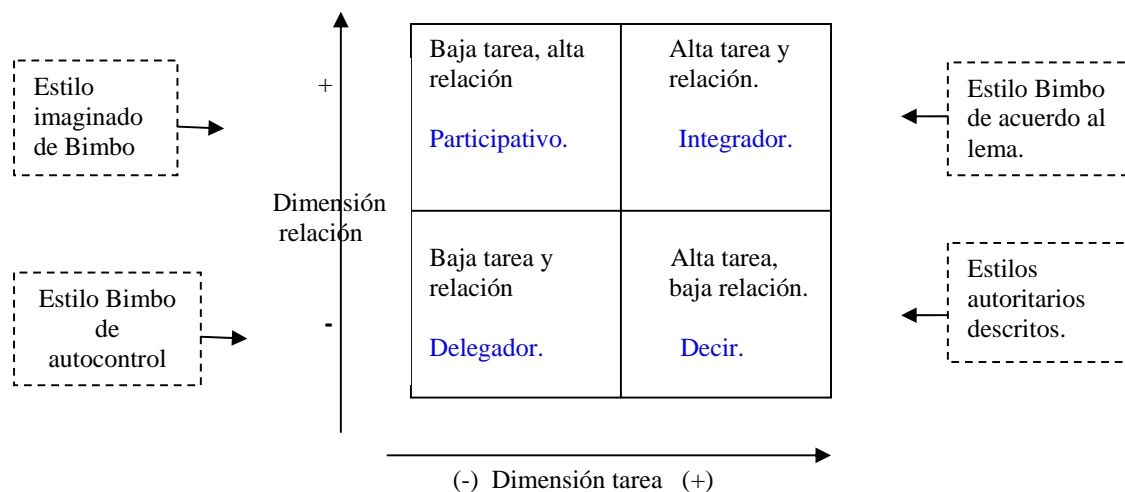 Estilo
imaginado
de Bimbo
Estilo Bimbo
de
autocontrol
+
Dimensión
relación
-
Baja tarea, alta
relación
Participativo.
Alta tarea y
relación.
Integrador.
Baja tarea y
relación
Delegador.
Alta tarea,
baja relación.
Decir.
Estilo Bimbo
de acuerdo al
lema.
Estilos
autoritarios
descritos.
(-) Dimensión tarea (+)